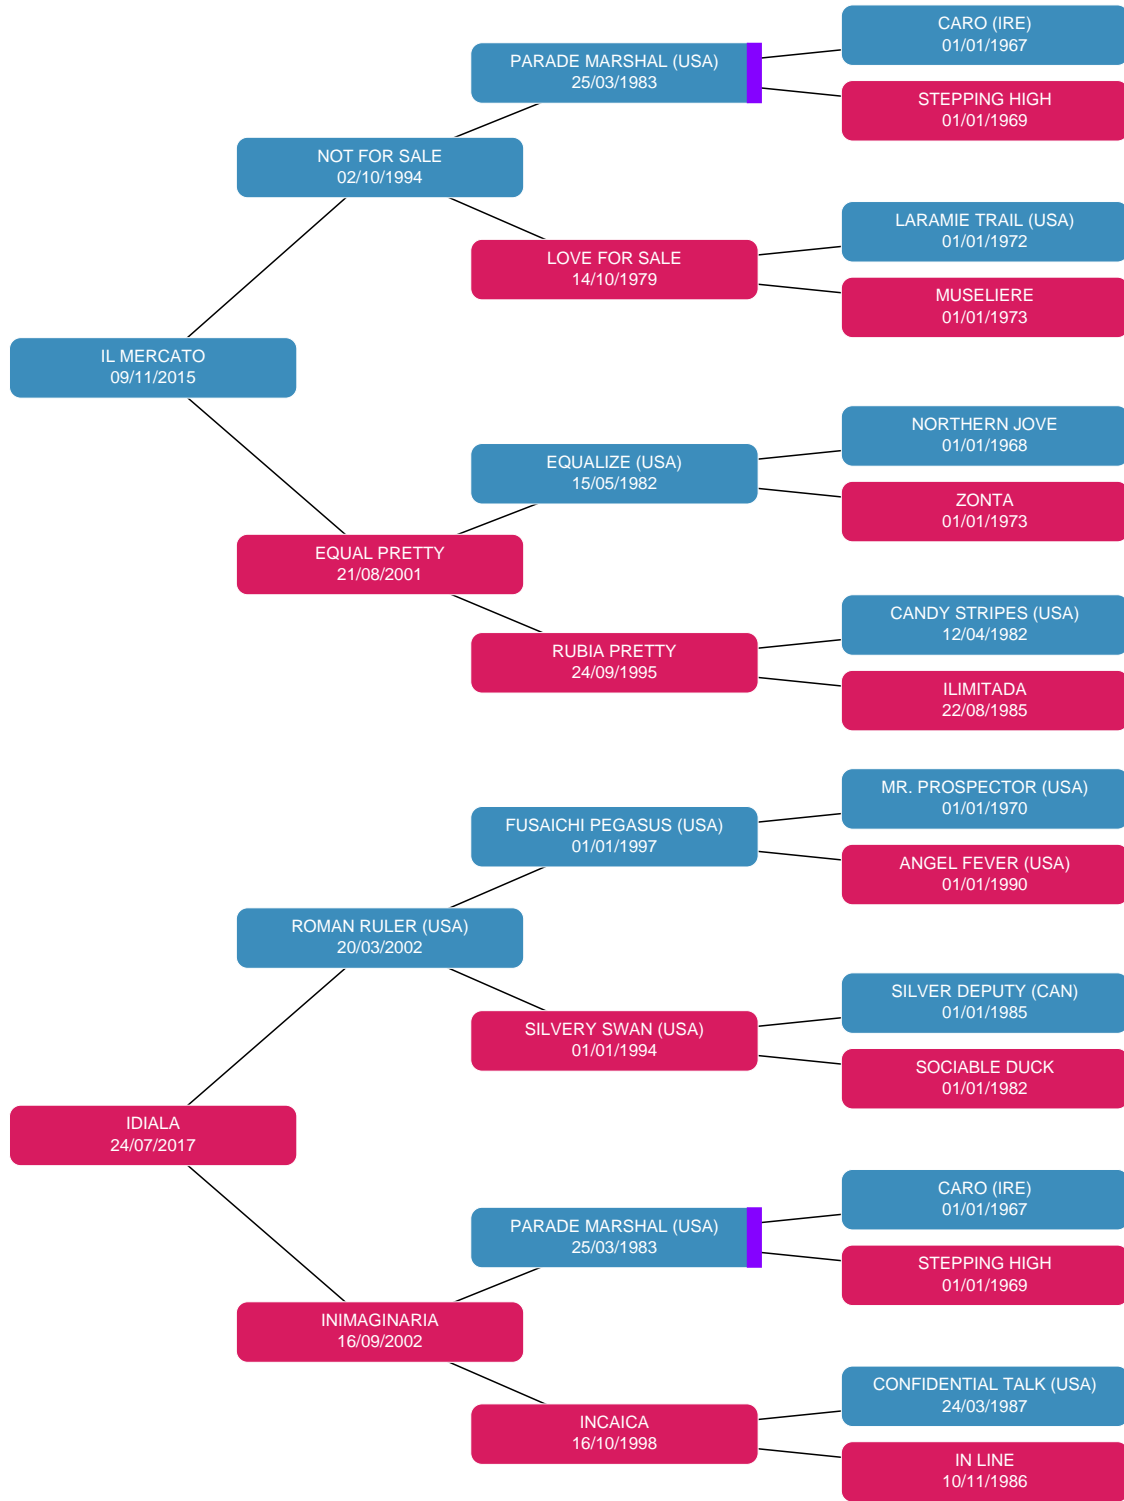 CARO (IRE)
01/01/1967
PARADE MARSHAL (USA)
25/03/1983
STEPPING HIGH
01/01/1969
NOT FOR SALE
02/10/1994
LARAMIE TRAIL (USA)
01/01/1972
LOVE FOR SALE
14/10/1979
MUSELIERE
01/01/1973
IL MERCATO
09/11/2015
NORTHERN JOVE
01/01/1968
EQUALIZE (USA)
15/05/1982
ZONTA
01/01/1973
EQUAL PRETTY
21/08/2001
CANDY STRIPES (USA)
12/04/1982
RUBIA PRETTY
24/09/1995
ILIMITADA
22/08/1985
MR. PROSPECTOR (USA)
01/01/1970
FUSAICHI PEGASUS (USA)
01/01/1997
ANGEL FEVER (USA)
01/01/1990
ROMAN RULER (USA)
20/03/2002
SILVER DEPUTY (CAN)
01/01/1985
SILVERY SWAN (USA)
01/01/1994
SOCIABLE DUCK
01/01/1982
IDIALA
24/07/2017
CARO (IRE)
01/01/1967
PARADE MARSHAL (USA)
25/03/1983
STEPPING HIGH
01/01/1969
INIMAGINARIA
16/09/2002
CONFIDENTIAL TALK (USA)
24/03/1987
INCAICA
16/10/1998
IN LINE
10/11/1986